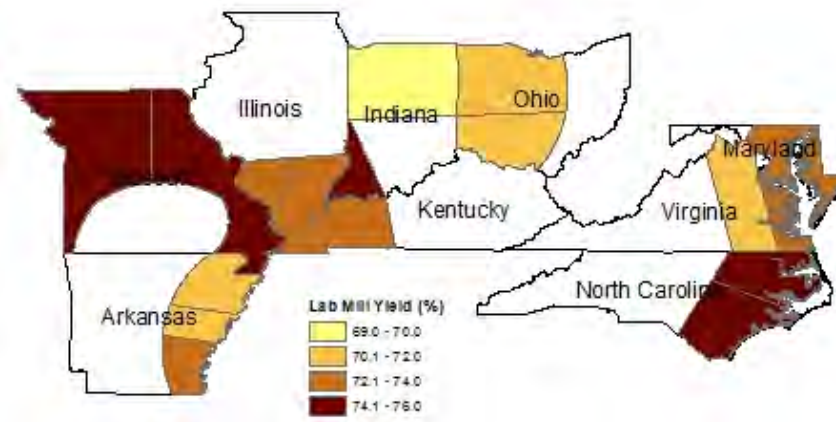 Illinois
Indiana
Ohio
Maryland
Kentucky
Virginia
North Carolin
Arkansas
Lab Mill Yield (%)
69.0 - 70.0
70.1 - 72.0
72.1 - 74.0
74.1 - 76.0